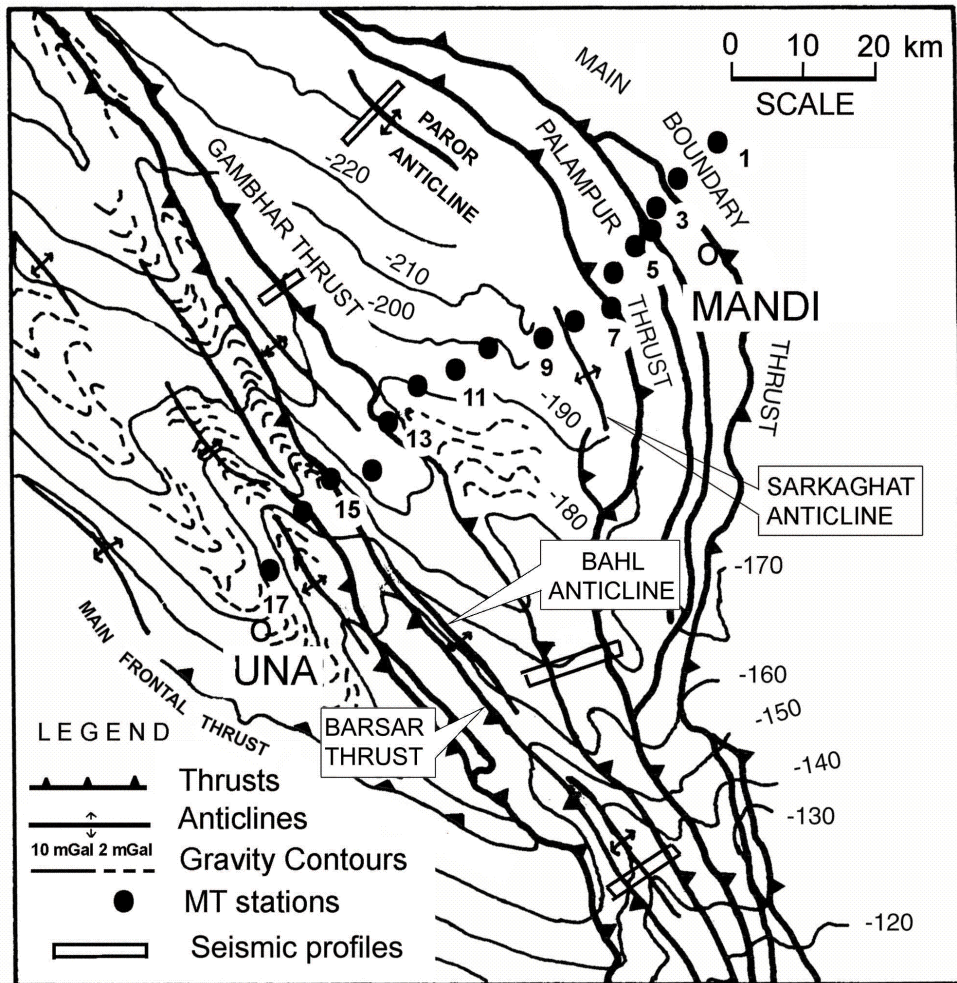 0 10 20 km
SCALE
MAIN
BOUNDARY
THRUST
PAROR
ANTICLINE
PALAMPUR
THRUST
GAMBHAR THRUST
-220
-210
-200
-190
-180
-170
-160
-150
-140
-130
-120
1
3
5
7
9
11
13
15
17
MANDI
SARKAGHAT
ANTICLINE
BAHL
ANTICLINE
UNA
MAIN FRONTAL THRUST
BARSAR
THRUST
LEGEND
Thrusts
Anticlines
10 mGal 2 mGal
Gravity Contours
MT stations
Seismic profiles